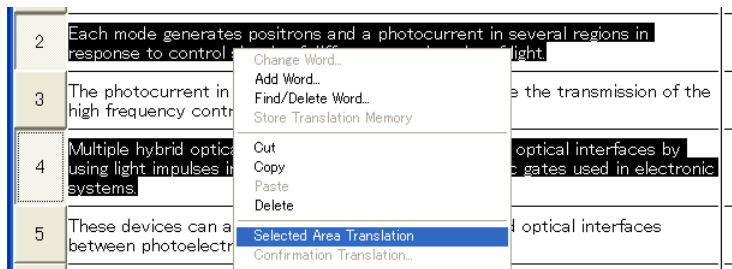 2
Each mode generates positrons and a photocurrent in several regions in
response to control light.
Change Word...
Add Word...
Find/Delete Word...
Store Translation Memory
Cut
Copy
Paste
Delete
Selected Area Translation
Confirmation Translation...
3
The photocurrent in e the transmission of the
high frequency contr
4
Multiple hybrid optica optical interfaces by
using light impulses i c gates used in electronic
systems.
5
These devices can a d optical interfaces
between photoelectr